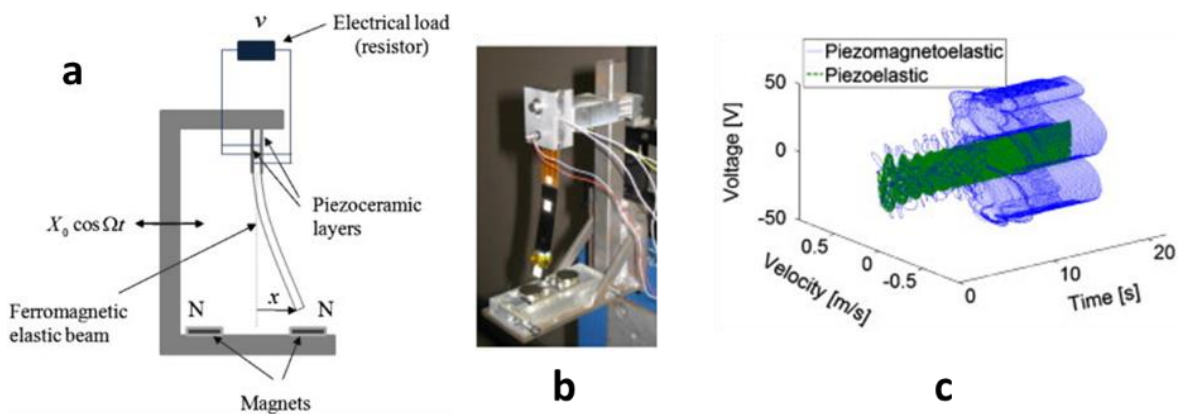 a
v
Electrical load
(resistor)
Piezoceramic
layers
X₀ cos Ωt
Ferromagnetic
elastic beam
N
x
N
Magnets
b
Piezomagnetoelastic
Piezoelastic
Voltage [V]
50
0
-50
Velocity [m/s]
0.5
0
-0.5
0
10
20
Time [s]
c